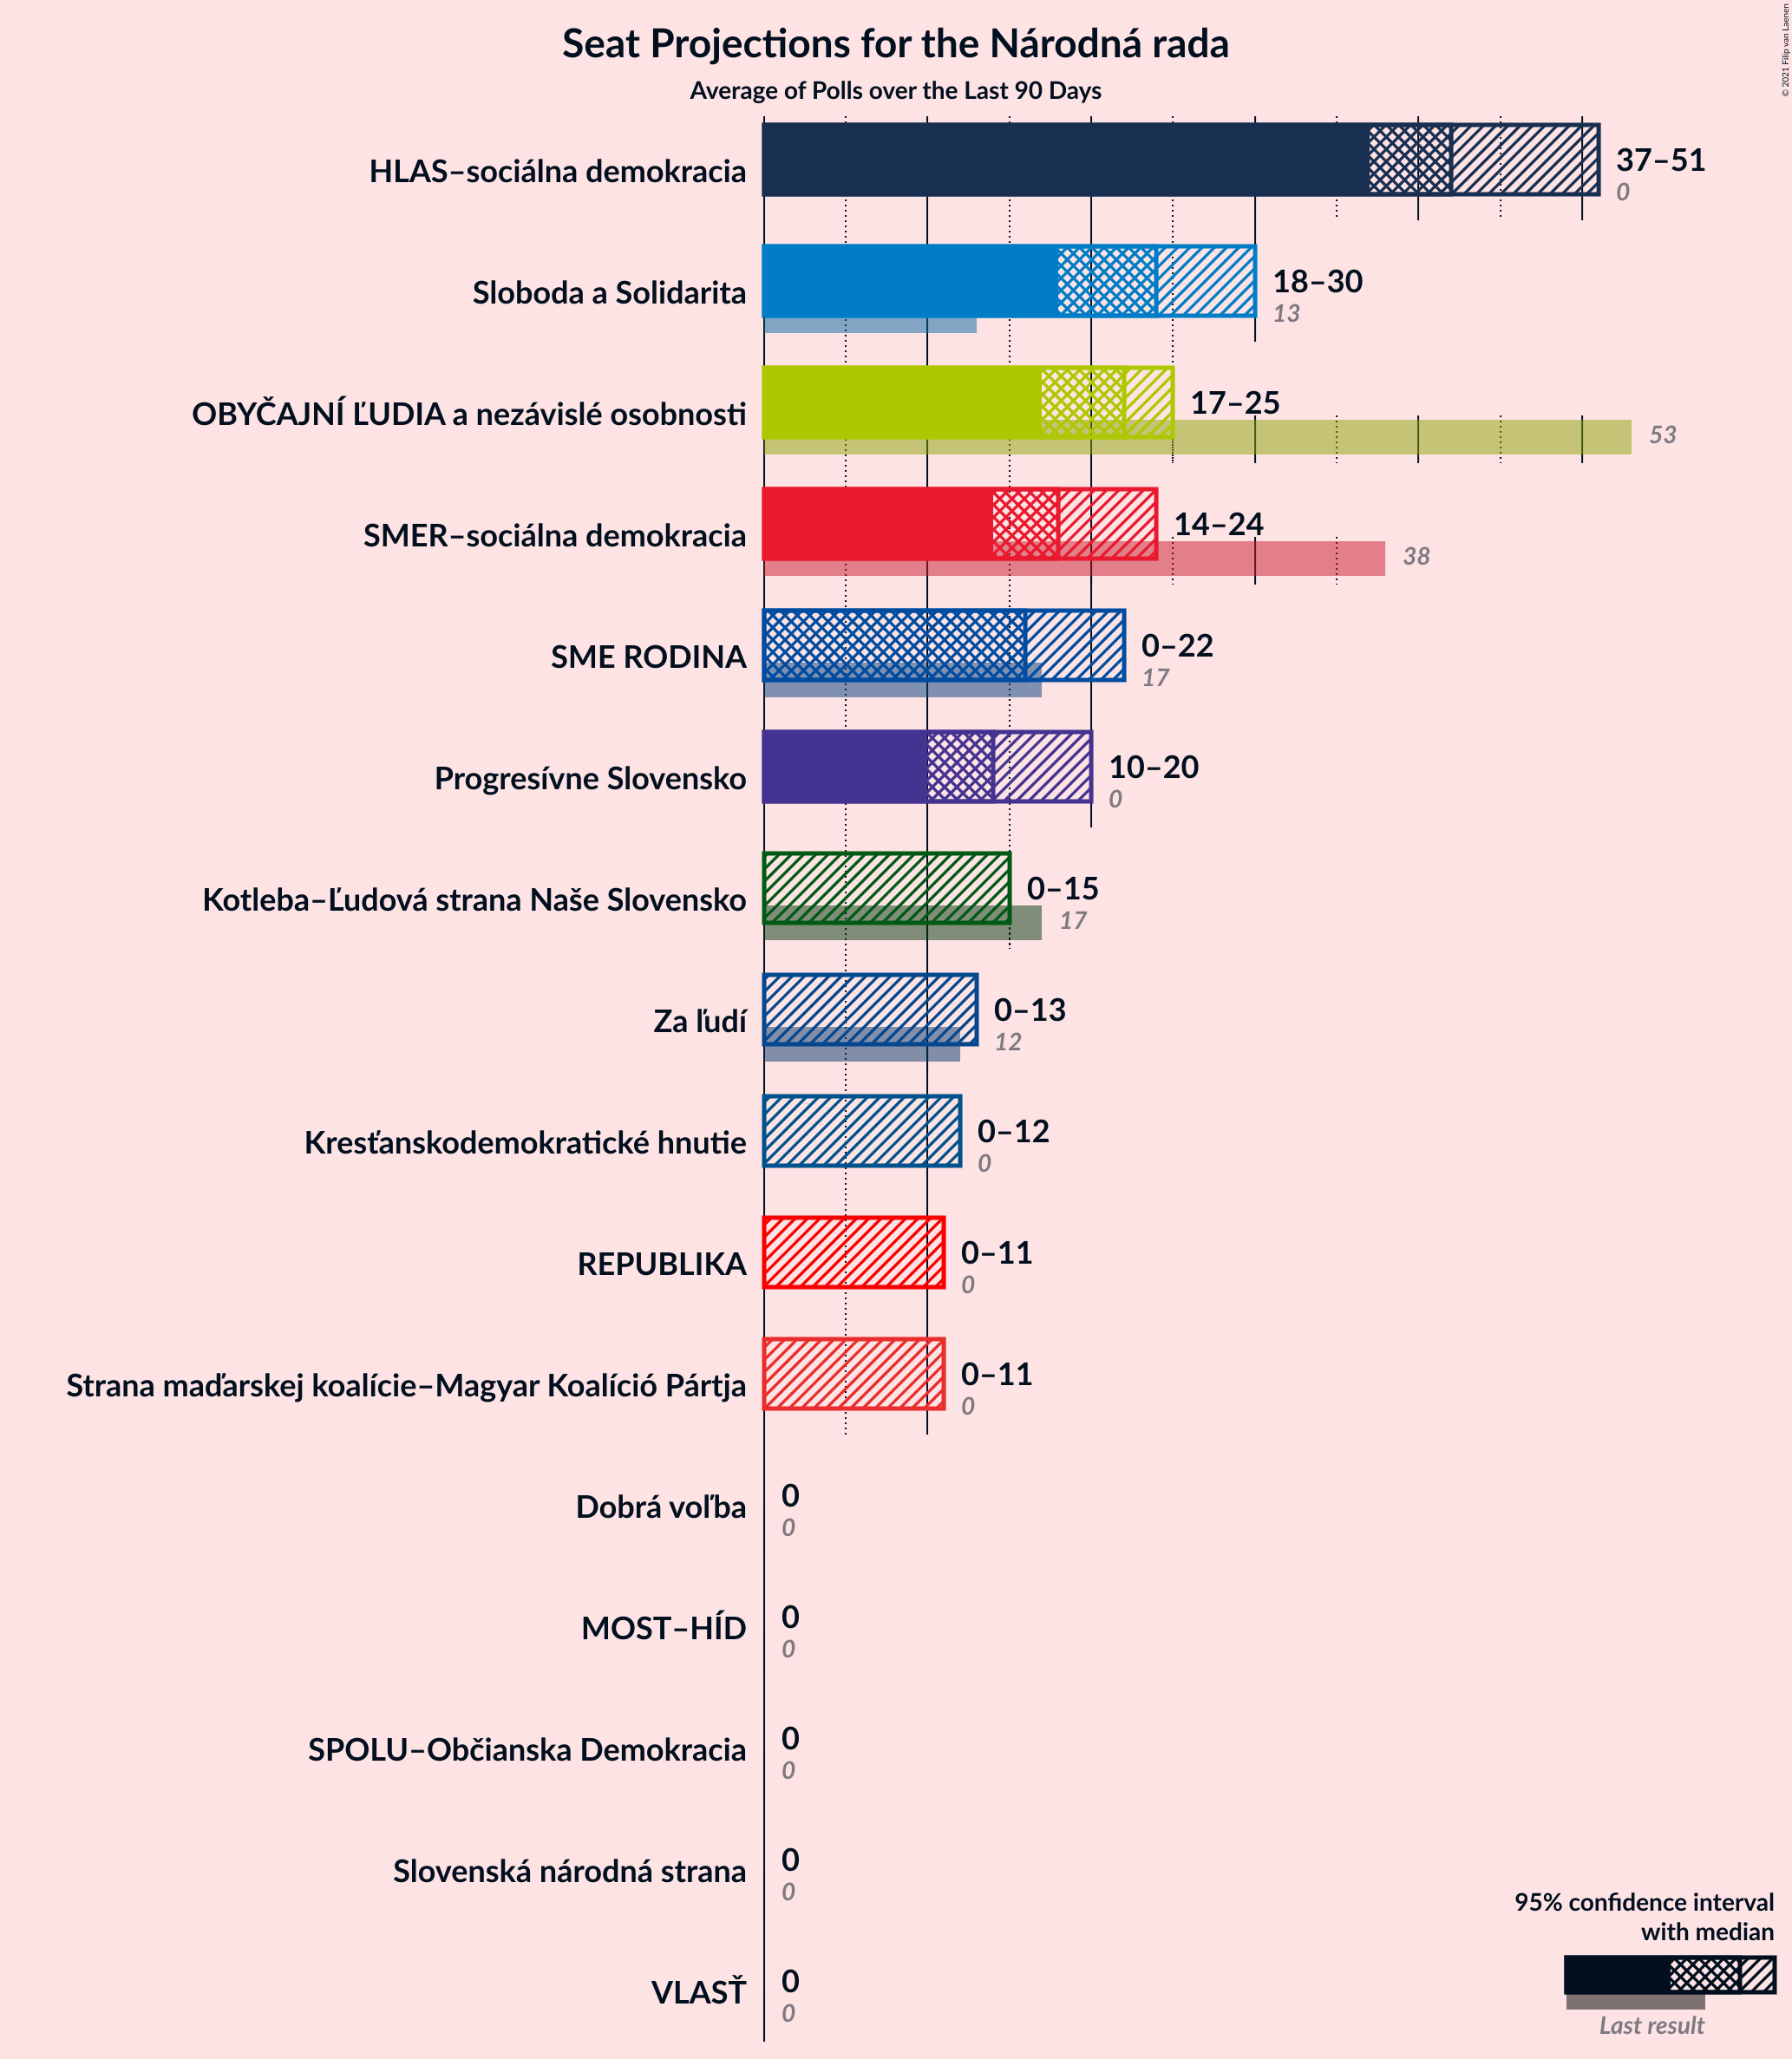 Seat Projections for the Národná rada
Average of Polls over the Last 90 Days
© 2021 Filip van Laenen
HLAS–sociálna demokracia
37–51
0
Sloboda a Solidarita
18–30
13
OBYČAJNÍ ĽUDIA a nezávislé osobnosti
17–25
53
SMER–sociálna demokracia
14–24
38
SME RODINA
0–22
17
Progresívne Slovensko
10–20
0
Kotleba–Ľudová strana Naše Slovensko
0–15
17
Za ľudí
0–13
12
Kresťanskodemokratické hnutie
0–12
0
REPUBLIKA
0–11
0
Strana maďarskej koalície–Magyar Koalíció Pártja
0–11
0
Dobrá voľba
0
0
MOST–HÍD
0
0
SPOLU–Občianska Demokracia
0
0
Slovenská národná strana
0
0
VLASŤ
0
0
95% confidence interval
with median
Last result